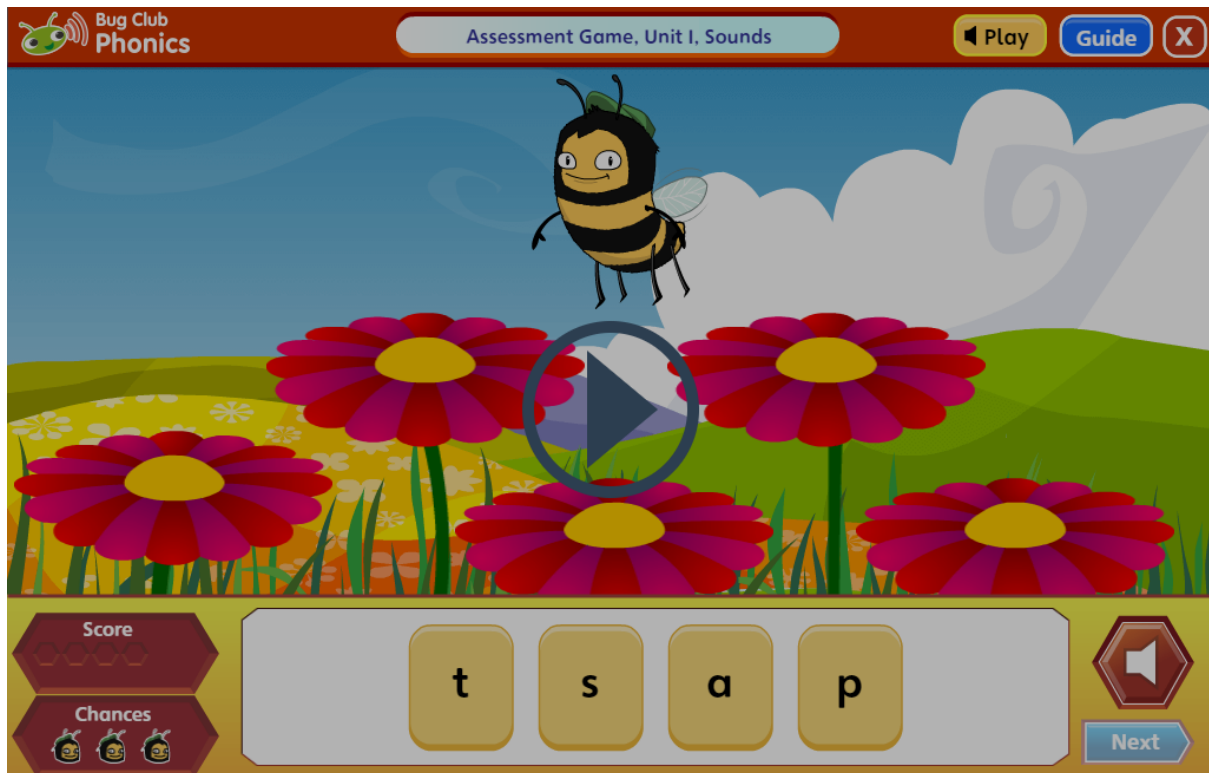 Bug Club
Phonics
Assessment Game, Unit 1, Sounds
Play
Guide
X
Score
Chances
t s a p
Next